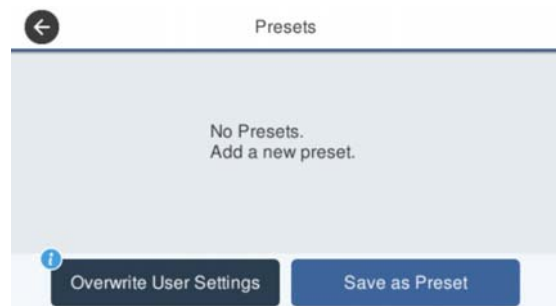 Presets
No Presets.
Add a new preset.
i
Overwrite User Settings
Save as Preset